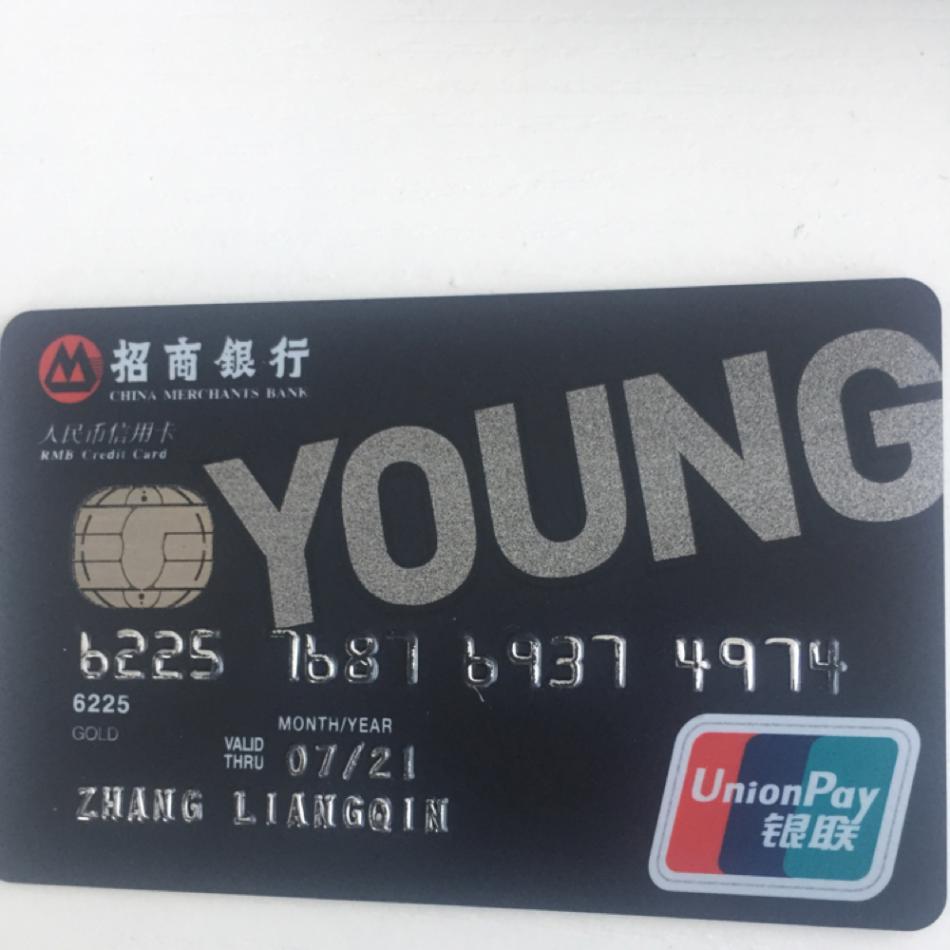 招商銀行
CHINA MERCHANTS BANK
人民币信用卡
RMB Credit Card
YOUNG
6225 7687 6937 4974
6225
GOLD
MONTH/YEAR
VALID
THRU 07/21
ZHANG LIANGQIN
UnionPay
银联